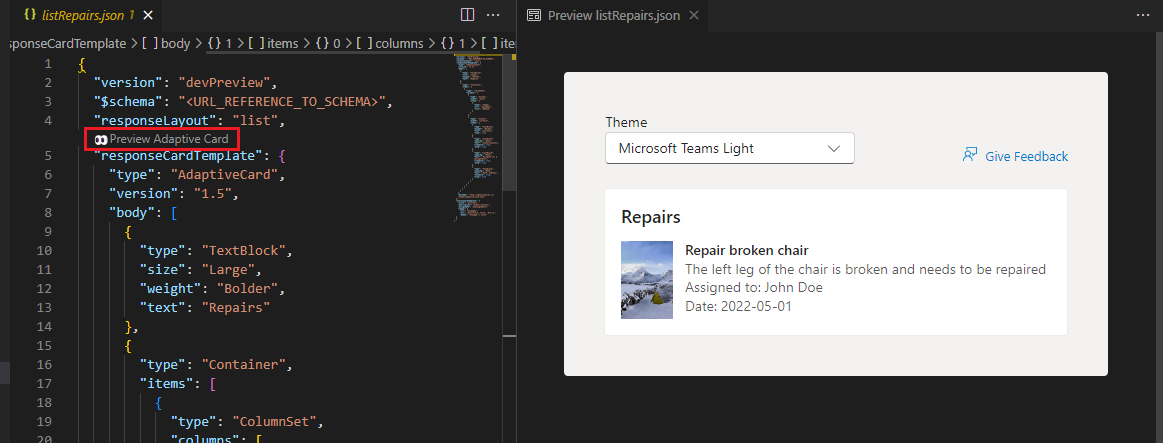 {} listRepairs.json 1
sponseCardTemplate > [ ] body > {} 1 > [ ] items > {} 0 > [ ] columns > {} 1 > [ ] iten
1 {
2 "version": "devPreview",
3 "$schema": "<URL_REFERENCE_TO_SCHEMA>",
4 "responseLayout": "list",
Preview Adaptive Card
5 "responseCardTemplate": {
6 "type": "AdaptiveCard",
7 "version": "1.5",
8 "body": [
9 {
10 "type": "TextBlock",
11 "size": "Large",
12 "weight": "Bolder",
13 "text": "Repairs"
14 },
15 {
16 "type": "Container",
17 "items": [
18 {
19 "type": "ColumnSet",
20 "columns": [
Preview listRepairs.json
Theme
Microsoft Teams Light
Give Feedback
Repairs
Repair broken chair
The left leg of the chair is broken and needs to be repaired
Assigned to: John Doe
Date: 2022-05-01